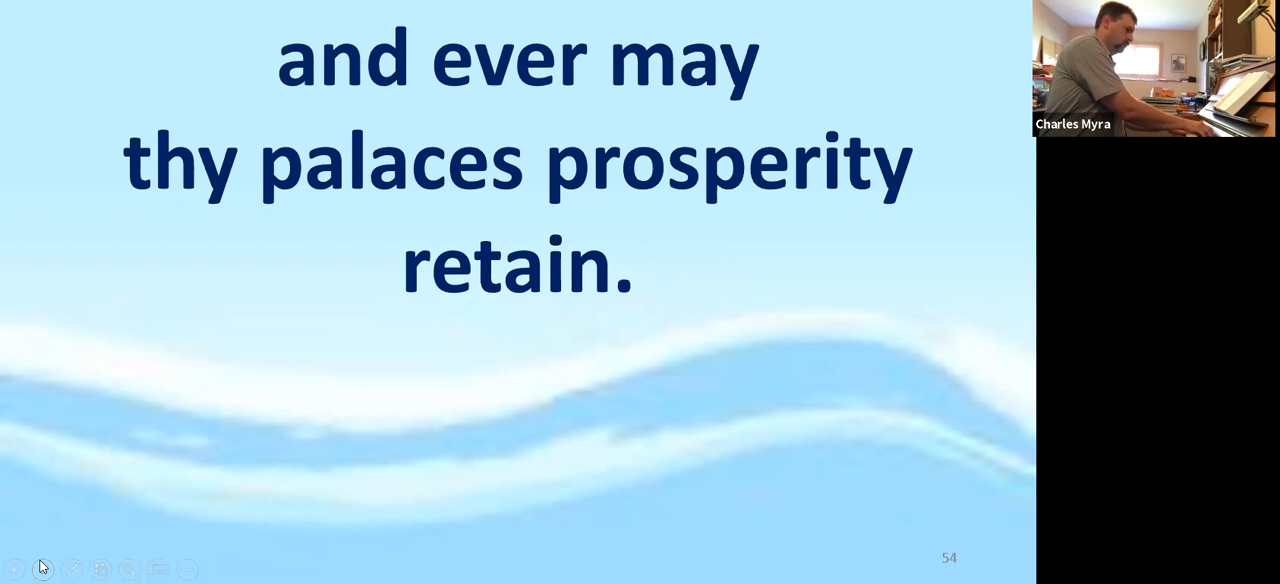 and ever may
thy palaces prosperity
retain.
54
Charles Myra